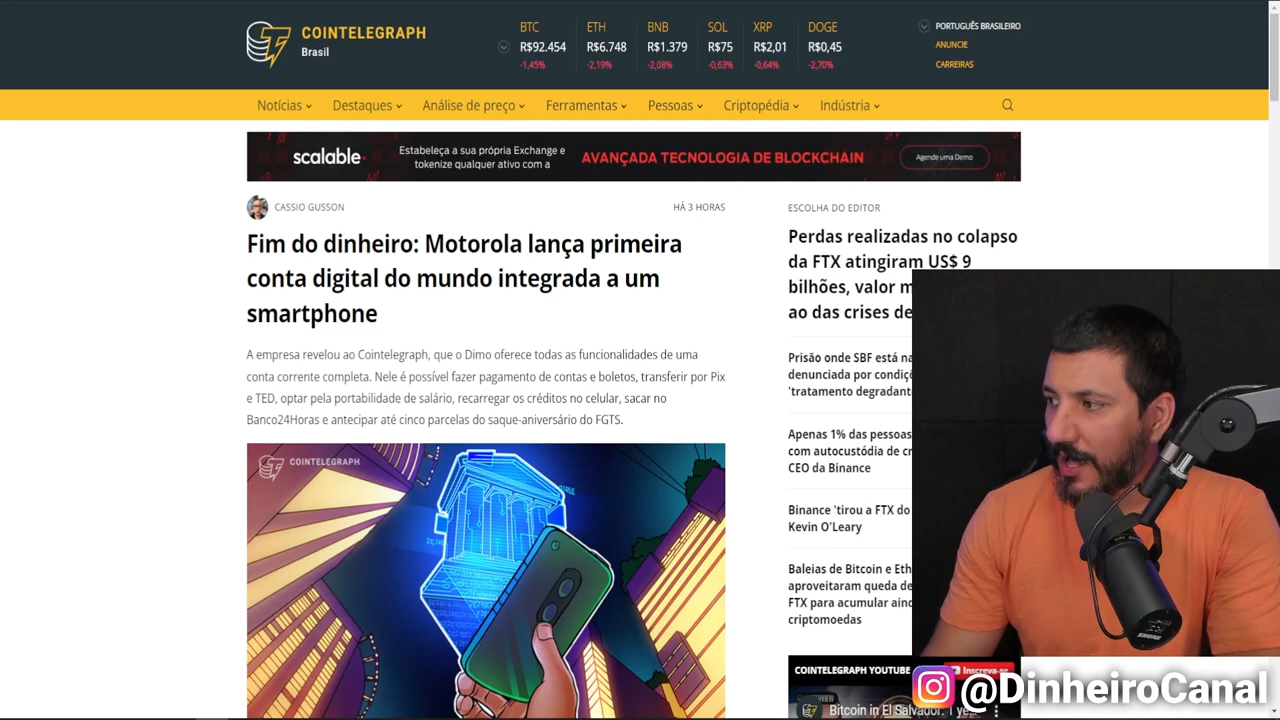 COINTELEGRAPH
Brasil
BTC ETH BNB SOL XRP DOGE
R$92.454 R$6.748 R$1.379 R$75 R$2,01 R$0,45
-1,45% -2,19% -2,08% -0,63% -0,64% -2,70%
PORTUGUÊS BRASILEIRO
ANUNCIE
CARREIRAS
Notícias Destaques Análise de preço Ferramentas Pessoas Criptopédia Indústria
scalable.
Estabeleça a sua própria Exchange e
tokenize qualquer ativo com a
AVANÇADA TECNOLOGIA DE BLOCKCHAIN
Agende uma Demo
CASSIO GUSSON HÁ 3 HORAS
Fim do dinheiro: Motorola lança primeira
conta digital do mundo integrada a um
smartphone
A empresa revelou ao Cointelegraph, que o Dimo oferece todas as funcionalidades de uma
conta corrente completa. Nele é possível fazer pagamento de contas e boletos, transferir por Pix
e TED, optar pela portabilidade de salário, recarregar os créditos no celular, sacar no
Banco24Horas e antecipar até cinco parcelas do saque-aniversário do FGTS.
COINTELEGRAPH
ESCOLHA DO EDITOR
Perdas realizadas no colapso
da FTX atingiram US$ 9
bilhões, valor
ao das crises de
Prisão onde SBF está
denunciada por
'tratamento
Apenas 1% das pessoas
com autocustódia de
CEO da Binance
Binance 'tirou a FTX do
Kevin O'Leary
Baleias de Bitcoin e
aproveitaram queda
FTX para acumular
criptomoedas
COINTELEGRAPH YOUTUBE
Inscreva-se
Bitcoin in El Salvador: 1
@DinheiroCanal
SHURE